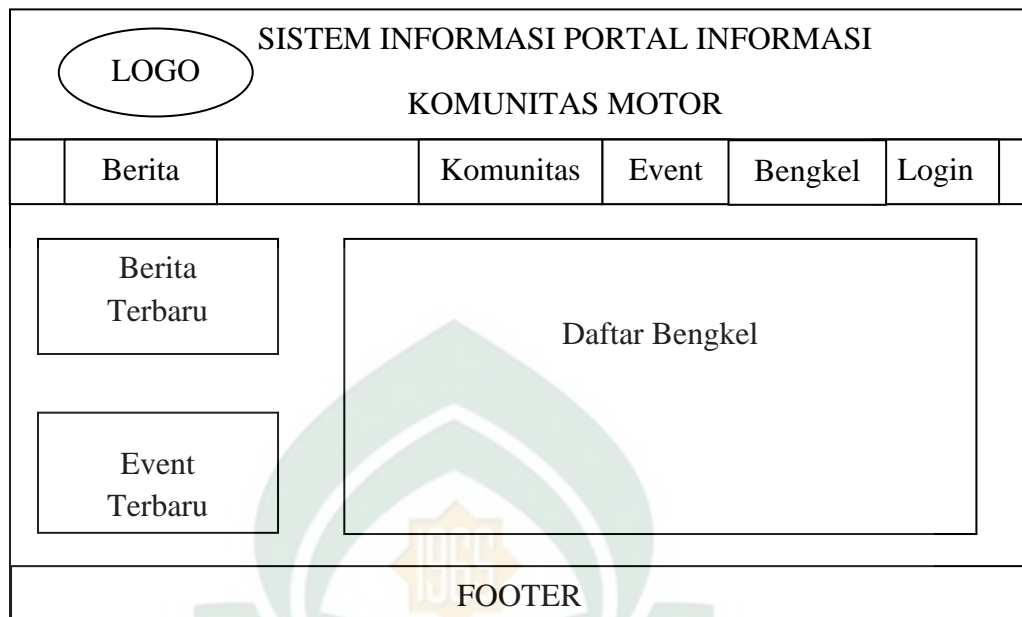 LOGO
SISTEM INFORMASI PORTAL INFORMASI
KOMUNITAS MOTOR
Berita
Komunitas
Event
Bengkel
Login
Berita
Terbaru
Daftar Bengkel
Event
Terbaru
1965
FOOTER